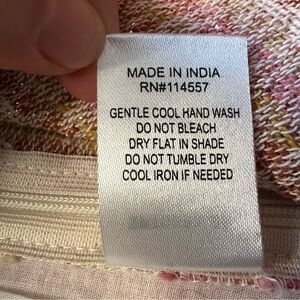 MADE IN INDIA
RN#114557
GENTLE COOL HAND WASH
DO NOT BLEACH
DRY FLAT IN SHADE
DO NOT TUMBLE DRY
COOL IRON IF NEEDED